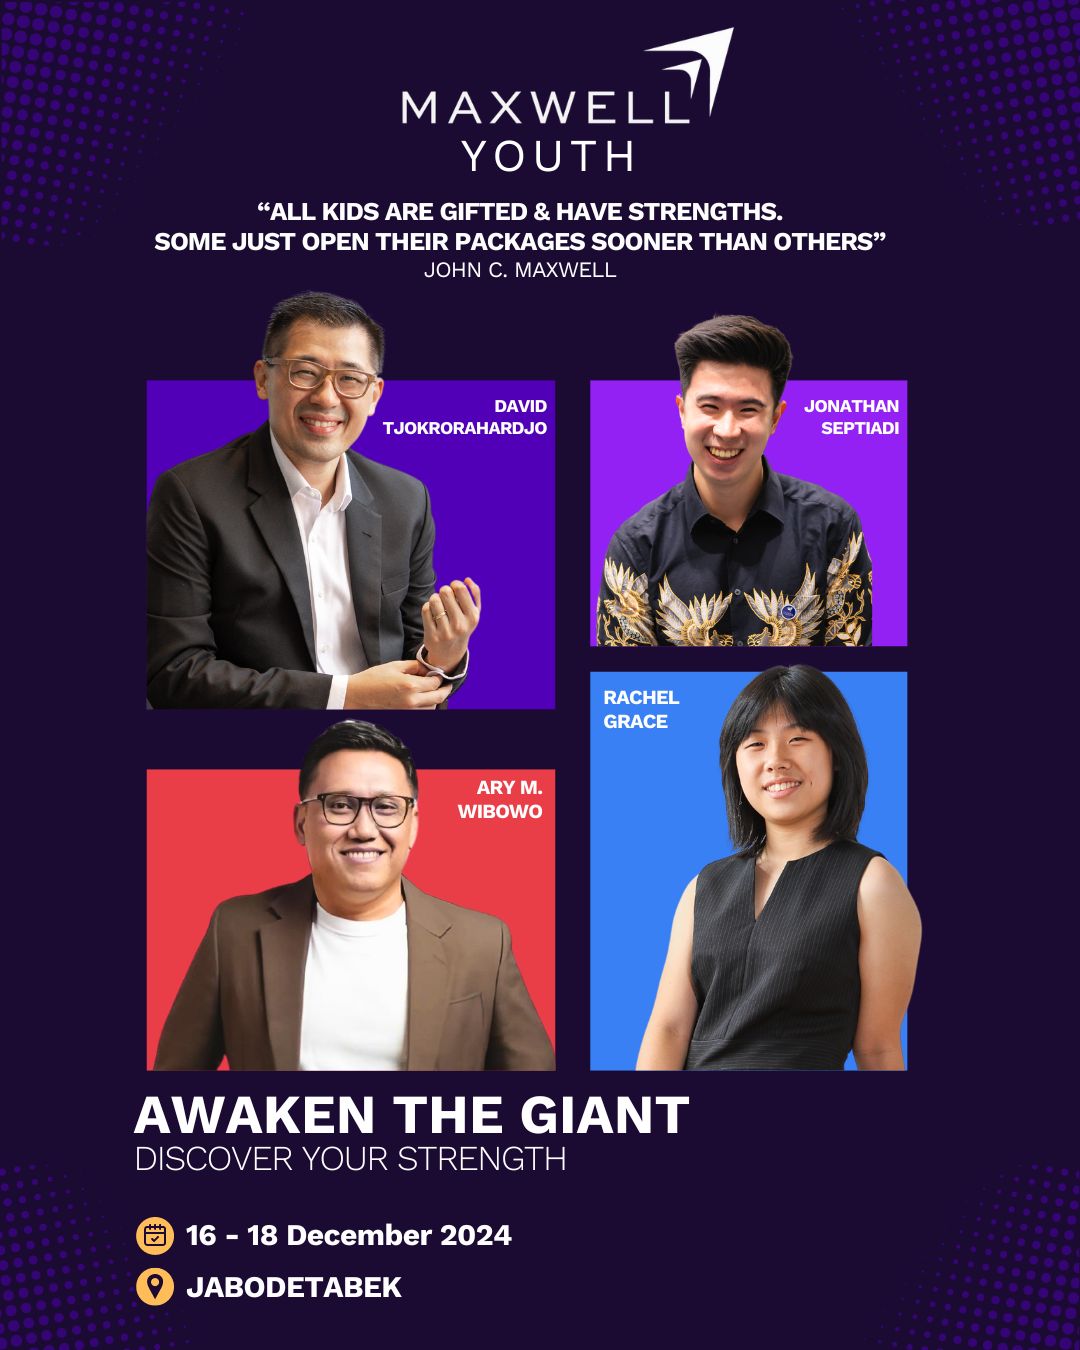 MAXWELL
YOUTH
“ALL KIDS ARE GIFTED & HAVE STRENGTHS.
SOME JUST OPEN THEIR PACKAGES SOONER THAN OTHERS”
JOHN C. MAXWELL
DAVID
TJOKRORAHARDJO
JONATHAN
SEPTIADI
ARY M.
WIBOWO
RACHEL
GRACE
AWAKEN THE GIANT
DISCOVER YOUR STRENGTH
16 - 18 December 2024
JABODETABEK